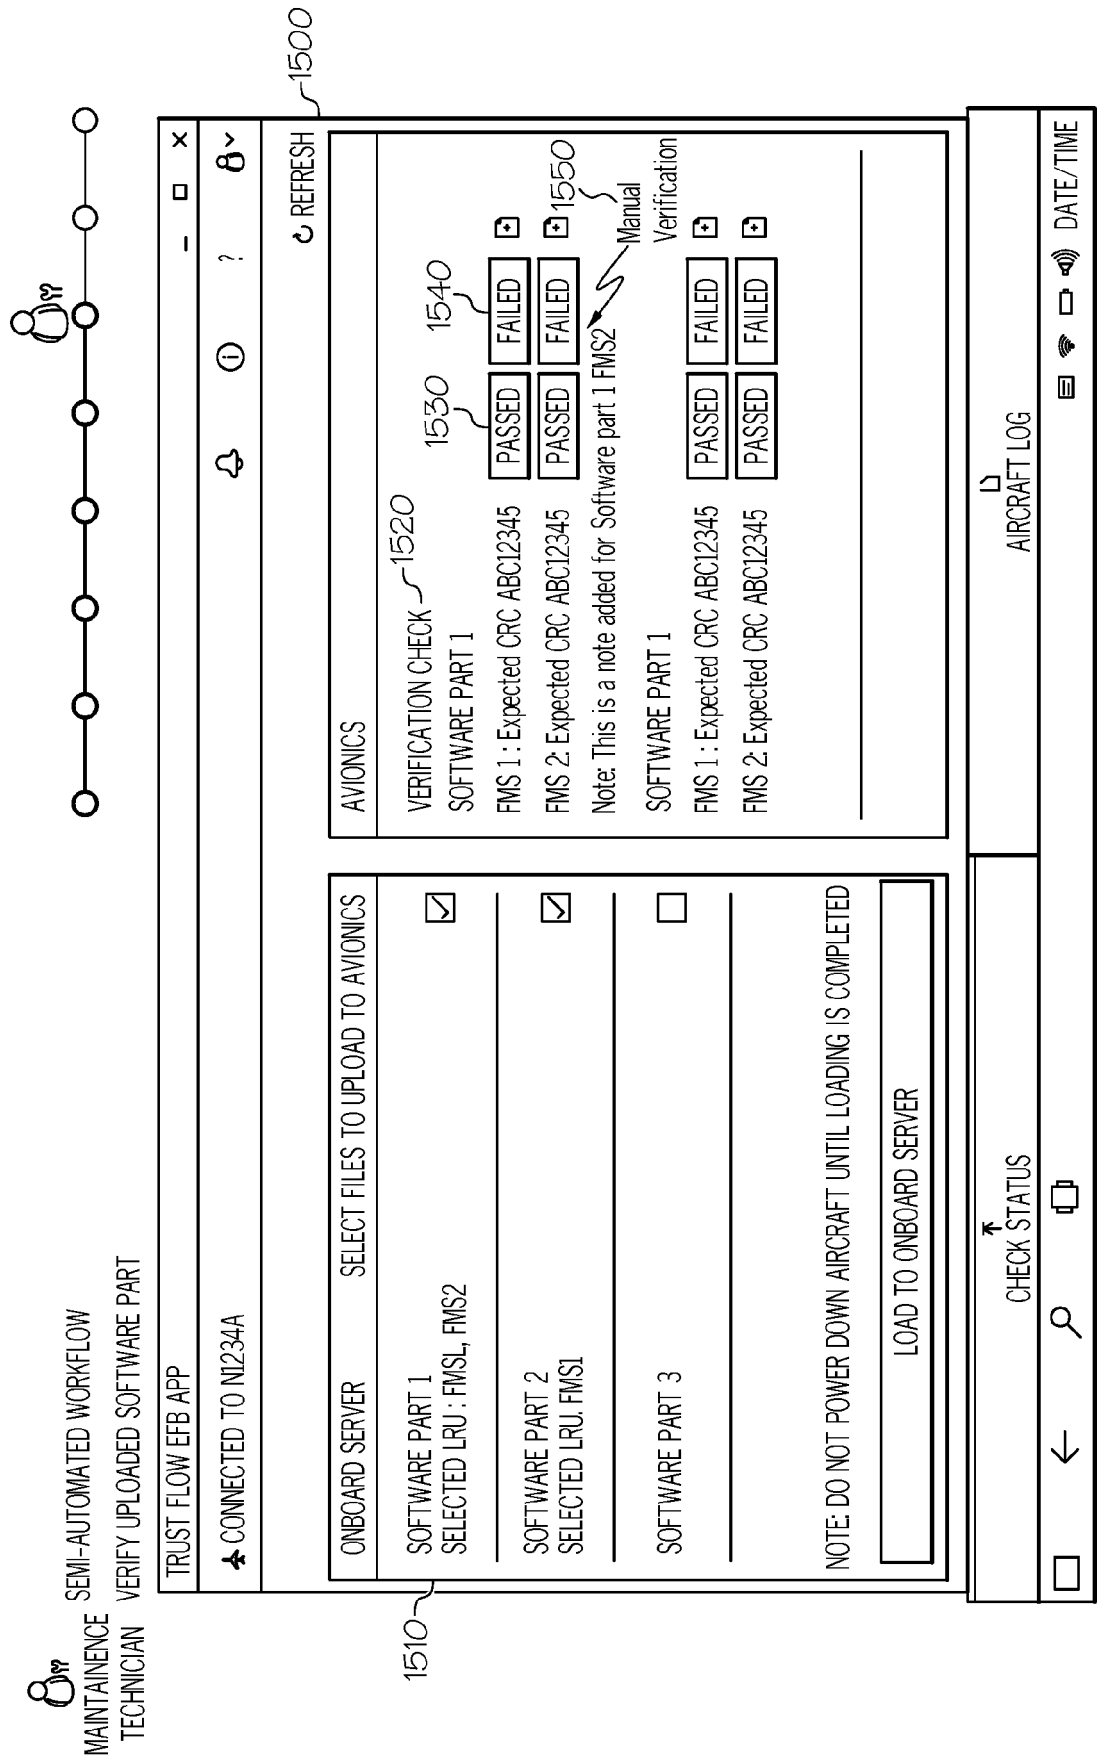 MAINTAINENCE
TECHNICIAN
SEMI-AUTOMATED WORKFLOW
VERIFY UPLOADED SOFTWARE PART
TRUST FLOW EFB APP
CONNECTED TO N1234A
?
REFRESH
1500
1510
ONBOARD SERVER
SELECT FILES TO UPLOAD TO AVIONICS
SOFTWARE PART 1
SELECTED LRU : FMSL, FMS2
SOFTWARE PART 2
SELECTED LRU. FMS1
SOFTWARE PART 3
NOTE: DO NOT POWER DOWN AIRCRAFT UNTIL LOADING IS COMPLETED
LOAD TO ONBOARD SERVER
AVIONICS
VERIFICATION CHECK
1520
1530
1540
SOFTWARE PART 1
FMS 1 : Expected CRC ABC12345 PASSED FAILED
FMS 2: Expected CRC ABC12345 PASSED FAILED
1550
Note: This is a note added for Software part 1 FMS2
Manual
Verification
SOFTWARE PART 1
FMS 1 : Expected CRC ABC12345 PASSED FAILED
FMS 2: Expected CRC ABC12345 PASSED FAILED
CHECK STATUS
AIRCRAFT LOG
DATE/TIME